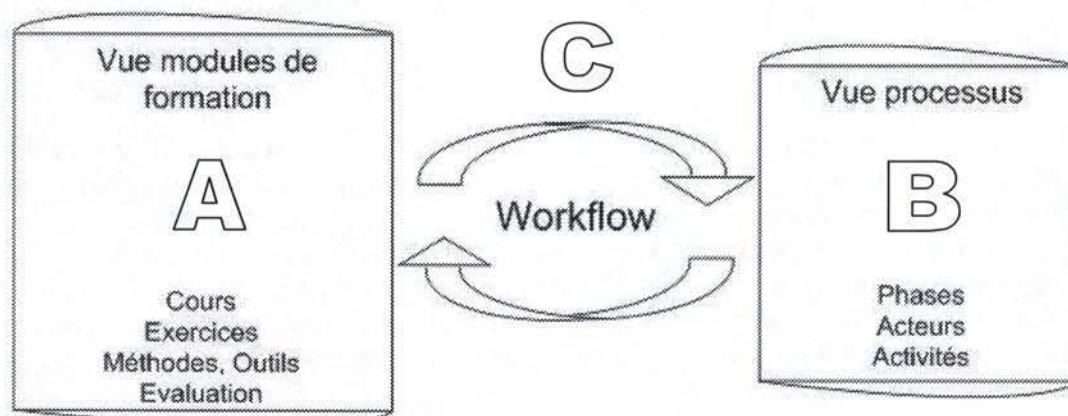 Vue modules de
formation
A
Cours
Exercices
Méthodes, Outils
Evaluation
C
Workflow
Vue processus
B
Phases
Acteurs
Activités